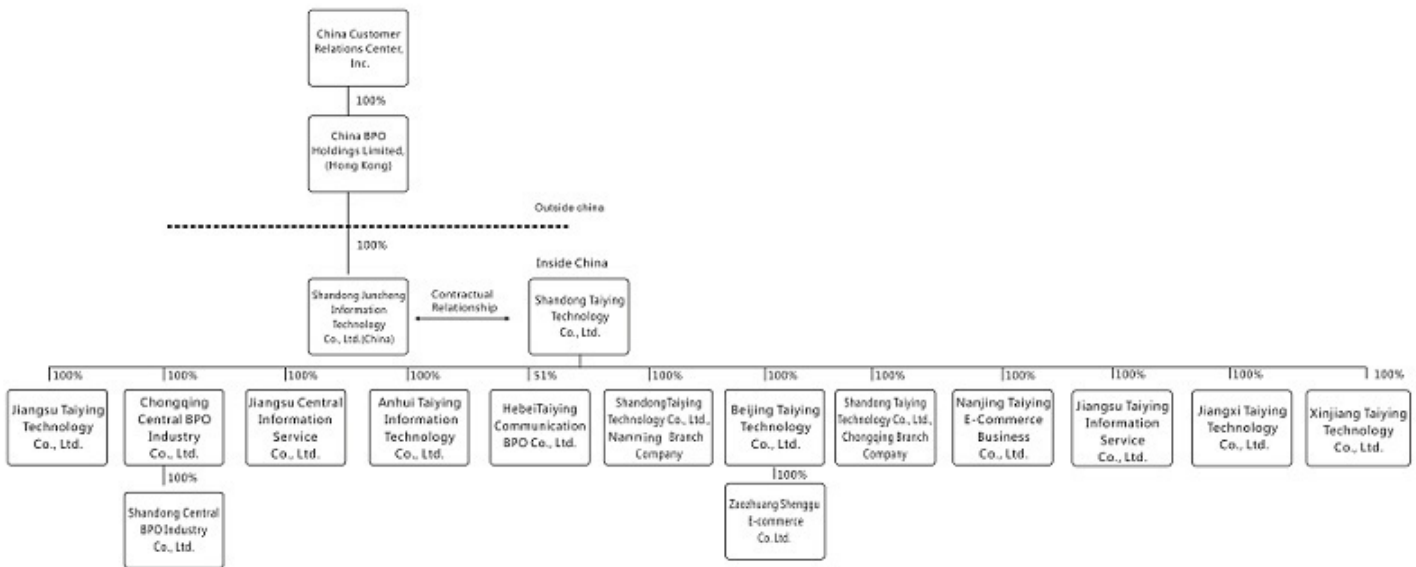 China Customer
Relations Center,
Inc.
100%
China BPO
Holdings Limited,
(Hong Kong)
Outside china
100%
Inside China
Shandong Juncheng
Information
Technology
Co., Ltd.(China)
Contractual
Relationship
Shandong Taiying
Technology
Co., Ltd.
100%
100%
100%
100%
51%
100%
100%
100%
100%
100%
100%
100%
Jiangsu Taiying
Technology
Co., Ltd.
Chongqing
Central BPO
Industry
Co., Ltd.
Jiangsu Central
Information
Service
Co., Ltd.
Anhui Taiying
Information
Technology
Co., Ltd.
HebeiTaiying
Communication
BPO Co., Ltd.
ShandongTaiying
Technology Co., Ltd.,
Nanning Branch
Company
Beijing Taiying
Technology
Co., Ltd.
Shandong Taiying
Technology Co., Ltd.,
Chongqing Branch
Company
Nanjing Taiying
E-Commerce
Business
Co., Ltd.
Jiangsu Taiying
Information
Service
Co., Ltd.
Jiangxi Taiying
Technology
Co., Ltd.
Xinjiang Taiying
Technology
Co., Ltd.
100%
100%
Shandong Central
BPO Industry
Co., Ltd.
Zaozhuang Shenggu
E-commerce
Co. Ltd.